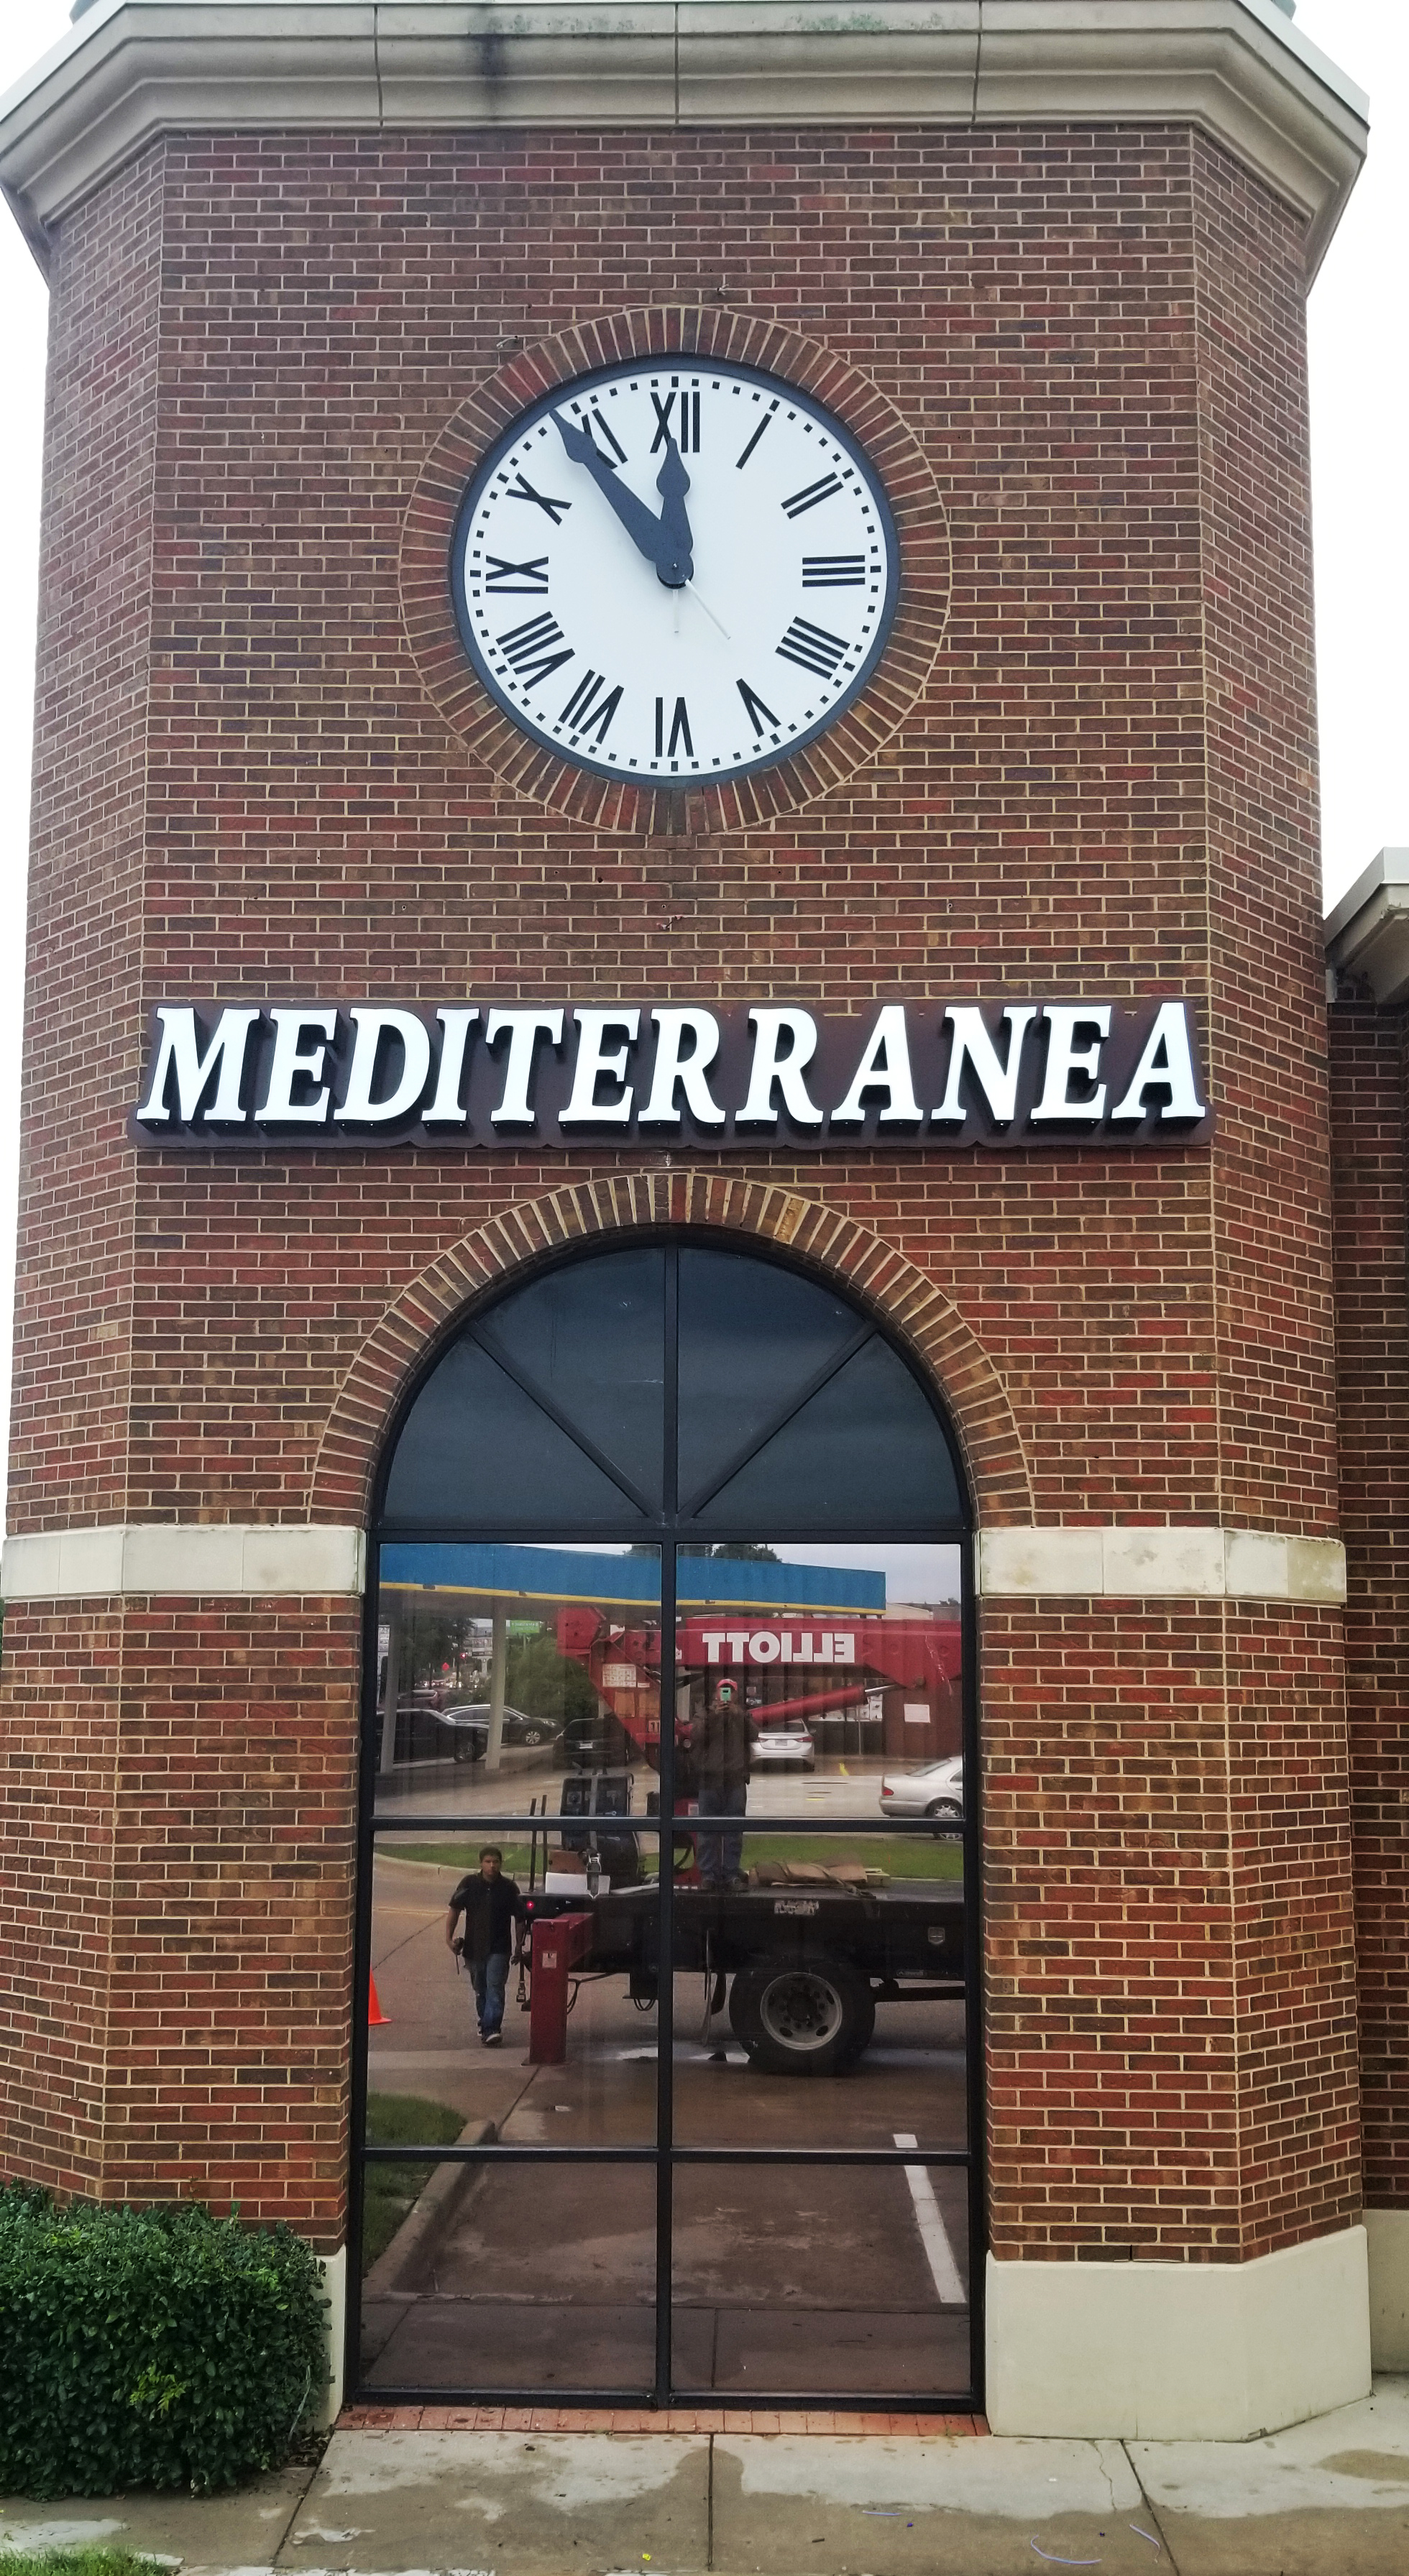 XII
I
II
III
IIII
V
VI
VII
VIII
IX
X
XI
MEDITERRANEA
ELLIOTT